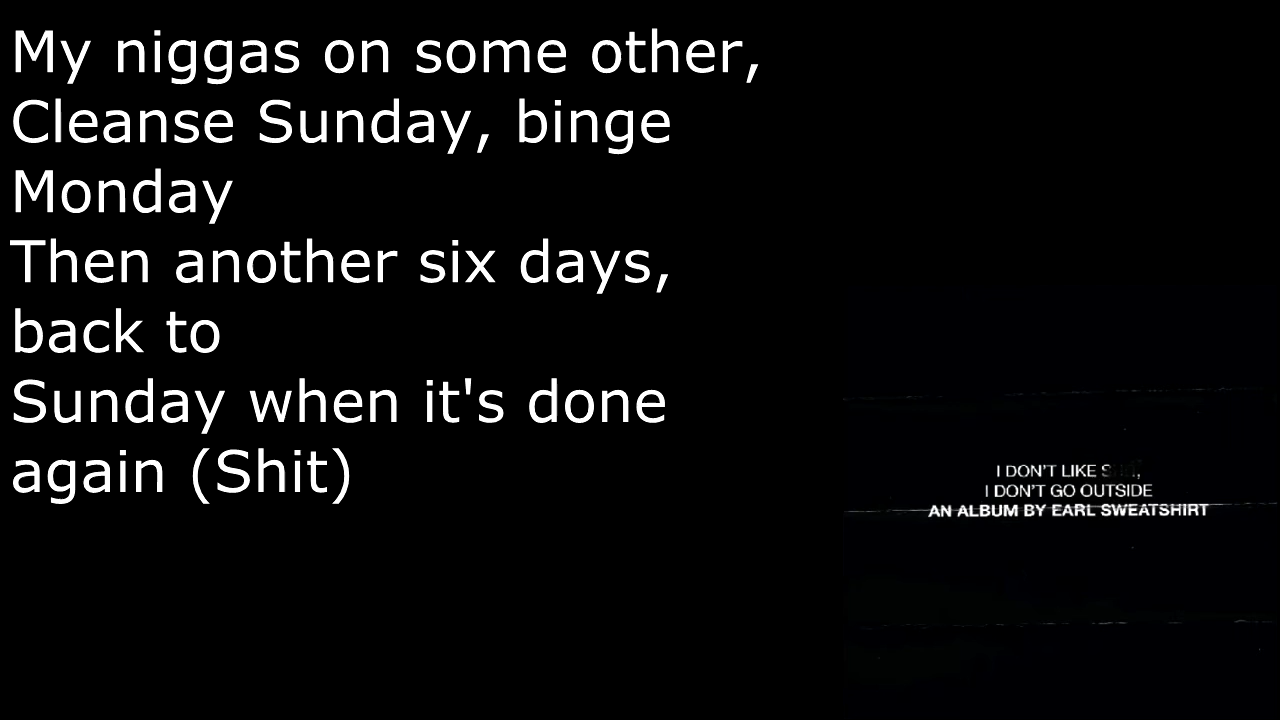 My niggas on some other,
Cleanse Sunday, binge
Monday
Then another six days,
back to
Sunday when it's done
again (Shit)
I DON'T LIKE
I DON'T GO OUTSIDE
AN ALBUM BY EARL SWEATSHIRT